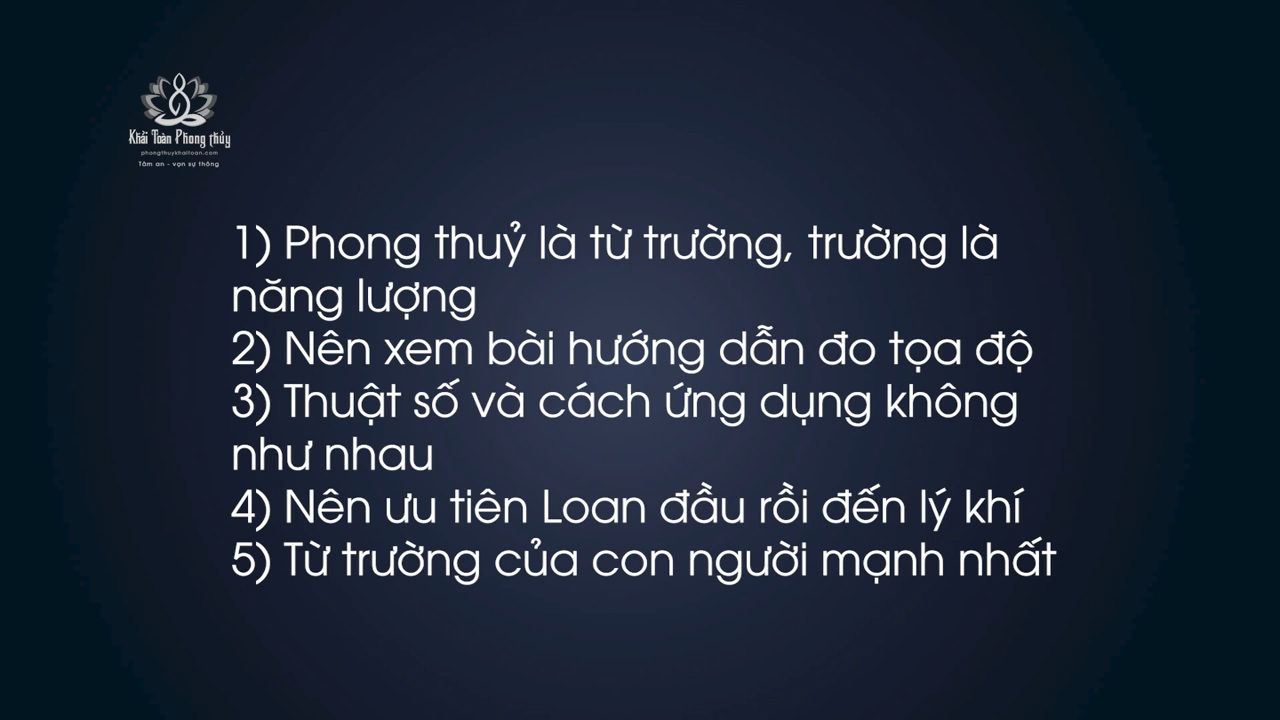 Khải Toàn Phong thủy
phongthuykhaitoan.com
Tâm an - vạn sự thông
1) Phong thuỷ là từ trường, trường là
năng lượng
2) Nên xem bài hướng dẫn đo tọa độ
3) Thuật số và cách ứng dụng không
như nhau
4) Nên ưu tiên Loan đầu rồi đến lý khí
5) Từ trường của con người mạnh nhất